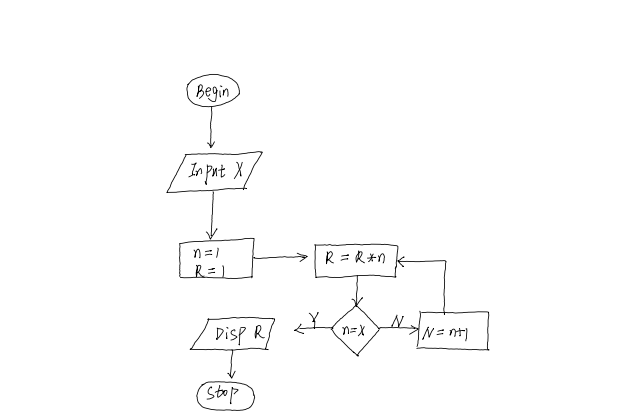 Begin
Input X
n=1
R=1
R=R*n
n=X
Y
N
N=n+1
Disp R
Stop